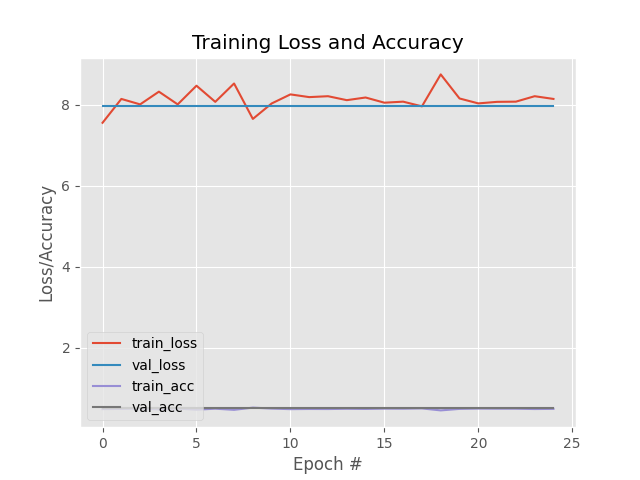 Training Loss and Accuracy
Loss/Accuracy
8
6
4
2
train_loss
val_loss
train_acc
val_acc
0 5 10 15 20 25
Epoch #